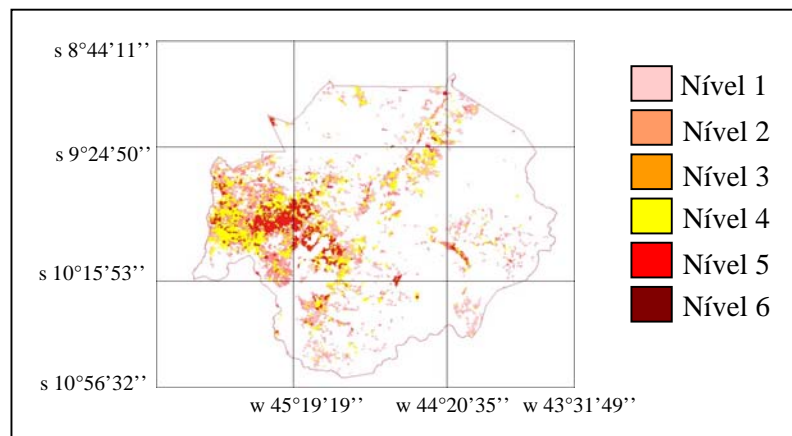 s 8°44’11’’
s 9°24’50’’
s 10°15’53’’
s 10°56’32’’
w 45°19’19’’ w 44°20’35’’ w 43°31’49’’
Nível 1
Nível 2
Nível 3
Nível 4
Nível 5
Nível 6